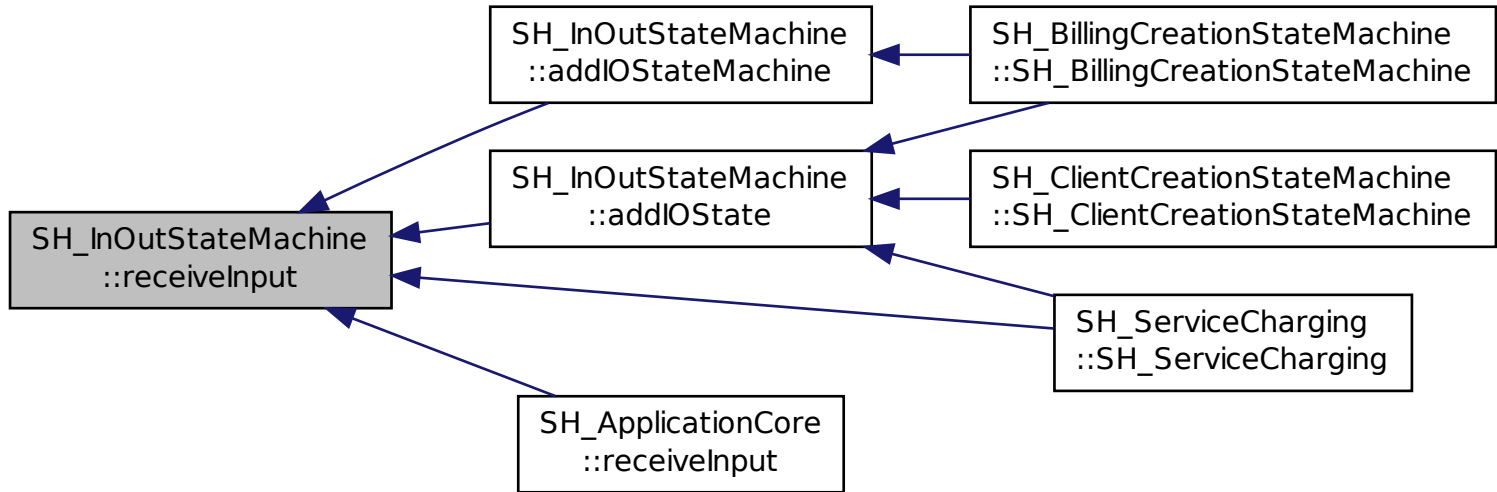 SH_InOutStateMachine
::receiveInput
SH_InOutStateMachine
::addIOStateMachine
SH_InOutStateMachine
::addIOState
SH_ApplicationCore
::receiveInput
SH_BillingCreationStateMachine
::SH_BillingCreationStateMachine
SH_ClientCreationStateMachine
::SH_ClientCreationStateMachine
SH_ServiceCharging
::SH_ServiceCharging